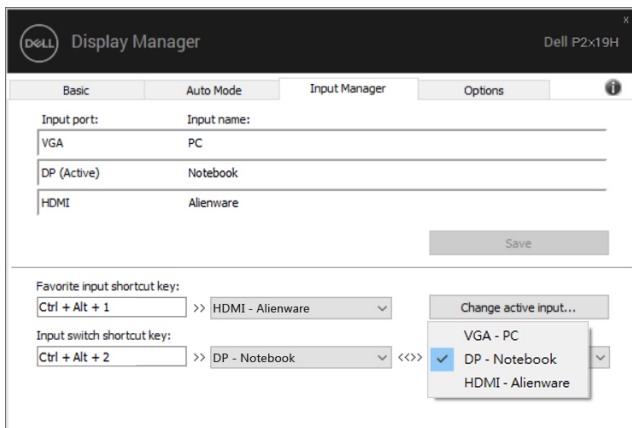 DELL Display Manager Dell P2x19H
x
Basic Auto Mode Input Manager Options
Input port: Input name:
VGA PC
DP (Active) Notebook
HDMI Alienware
Save
Favorite input shortcut key:
Ctrl + Alt + 1 >> HDMI - Alienware Change active input...
Input switch shortcut key:
Ctrl + Alt + 2 >> DP - Notebook <<>>
VGA - PC
DP - Notebook
HDMI - Alienware